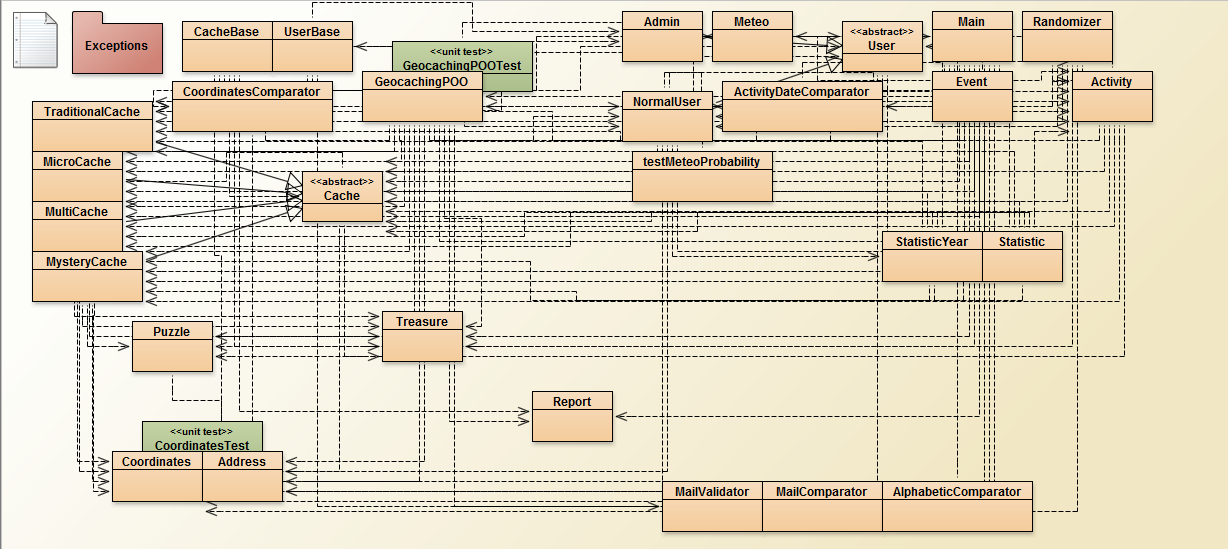 Exceptions
CacheBase
UserBase
<<unit test>>
GeocachingPOOTest
Admin
Meteo
<<abstract>>
User
Main
Randomizer
CoordinatesComparator
GeocachingPOO
NormalUser
ActivityDateComparator
Event
Activity
TraditionalCache
MicroCache
MultiCache
MysteryCache
<<abstract>>
Cache
testMeteoProbability
StatisticYear
Statistic
Puzzle
Treasure
Report
<<unit test>>
CoordinatesTest
Coordinates
Address
MailValidator
MailComparator
AlphabeticComparator